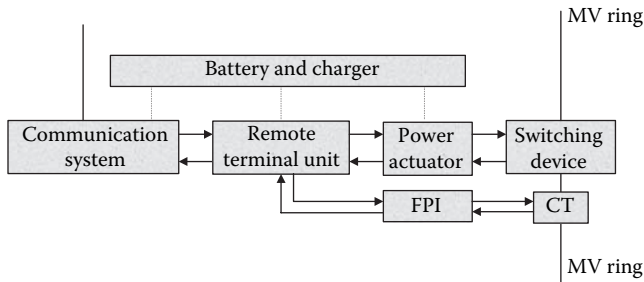 MV ring
Battery and charger
Communication
system
Remote
terminal unit
Power
actuator
Switching
device
FPI
CT
MV ring